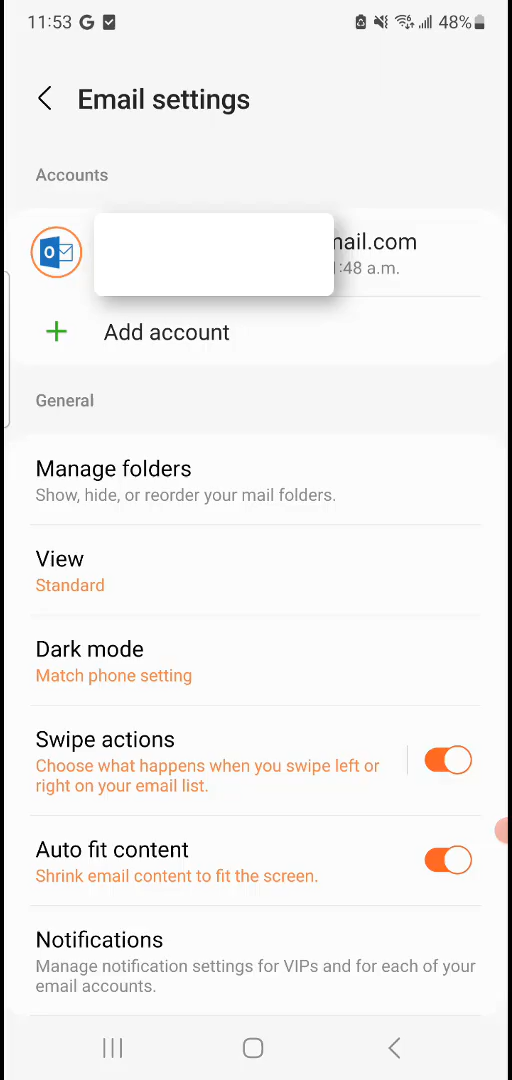 11:53 G 48%
Email settings
Accounts
mail.com
:48 a.m.
Add account
General
Manage folders
Show, hide, or reorder your mail folders.
View
Standard
Dark mode
Match phone setting
Swipe actions
Choose what happens when you swipe left or
right on your email list.
Auto fit content
Shrink email content to fit the screen.
Notifications
Manage notification settings for VIPs and for each of your
email accounts.